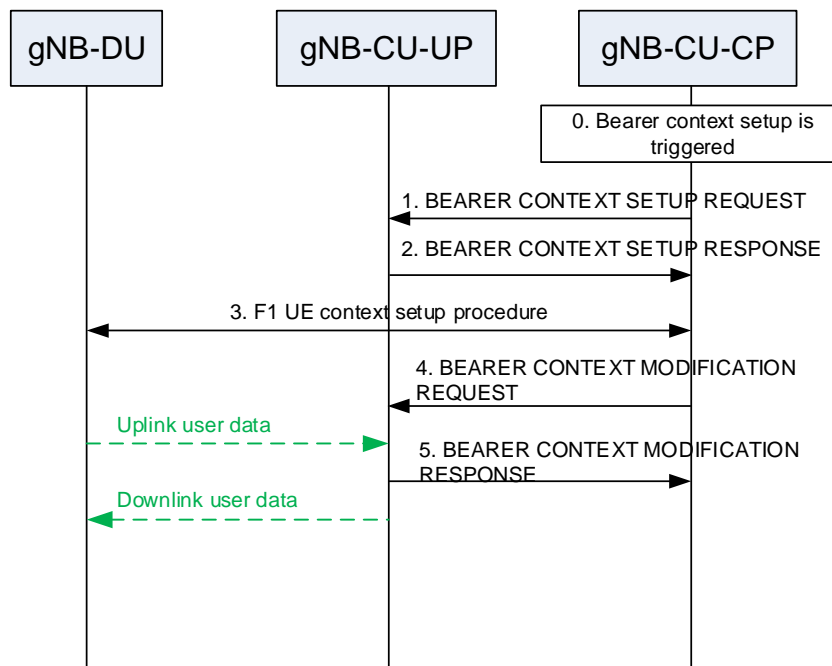 gNB-DU
gNB-CU-UP
gNB-CU-CP
0. Bearer context setup is
triggered
1. BEARER CONTEXT SETUP REQUEST
2. BEARER CONTEXT SETUP RESPONSE
3. F1 UE context setup procedure
4. BEARER CONTEXT MODIFICATION
REQUEST
Uplink user data
5. BEARER CONTEXT MODIFICATION
RESPONSE
Downlink user data